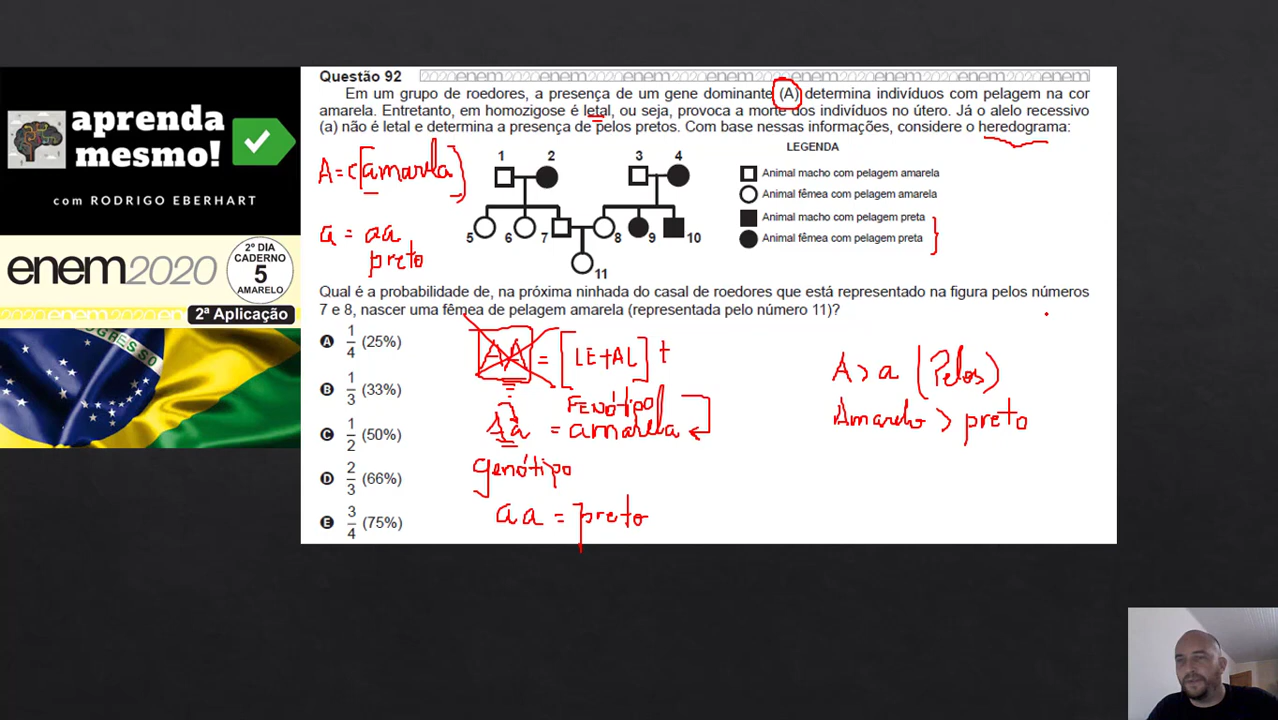 aprenda
mesmo!
com RODRIGO EBERHART
enem2020
2º DIA
CADERNO
5
AMARELO
2ª Aplicação
Questão 92
Em um grupo de roedores, a presença de um gene dominante (A) determina indivíduos com pelagem na cor
amarela. Entretanto, em homozigose é letal, ou seja, provoca a morte dos indivíduos no útero. Já o alelo recessivo
(a) não é letal e determina a presença de pelos pretos. Com base nessas informações, considere o heredograma:
1 2 3 4
5 6 7 8 9 10
11
LEGENDA
Animal macho com pelagem amarela
Animal fêmea com pelagem amarela
Animal macho com pelagem preta
Animal fêmea com pelagem preta
A = C[amarela)
a = aa
preto
Qual é a probabilidade de, na próxima ninhada do casal de roedores que está representado na figura pelos números
7 e 8, nascer uma fêmea de pelagem amarela (representada pelo número 11)?
A 1/4 (25%)
B 1/3 (33%)
C 1/2 (50%)
D 2/3 (66%)
E 3/4 (75%)
AA = [LETAL] t
FENÓTIPO
Aa = amarela
genótipo
aa = preto
A > a (Pelos)
Amarelo > preto
ORDEM E PROGRESSO